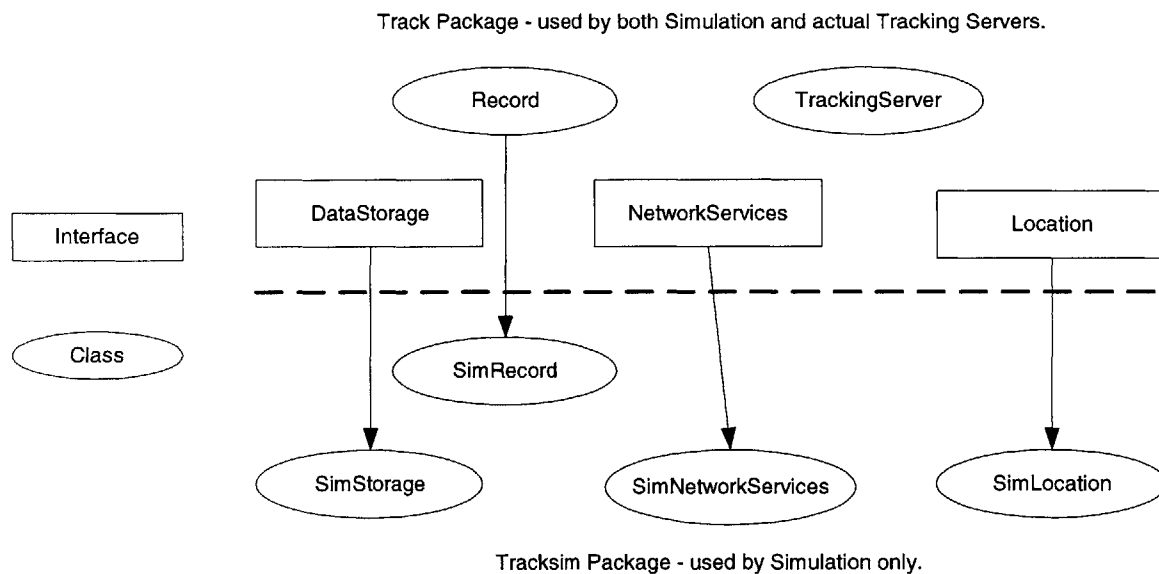 Track Package - used by both Simulation and actual Tracking Servers.
Record
TrackingServer
DataStorage
NetworkServices
Location
Interface
Class
SimRecord
SimStorage
SimNetworkServices
SimLocation
Tracksim Package - used by Simulation only.